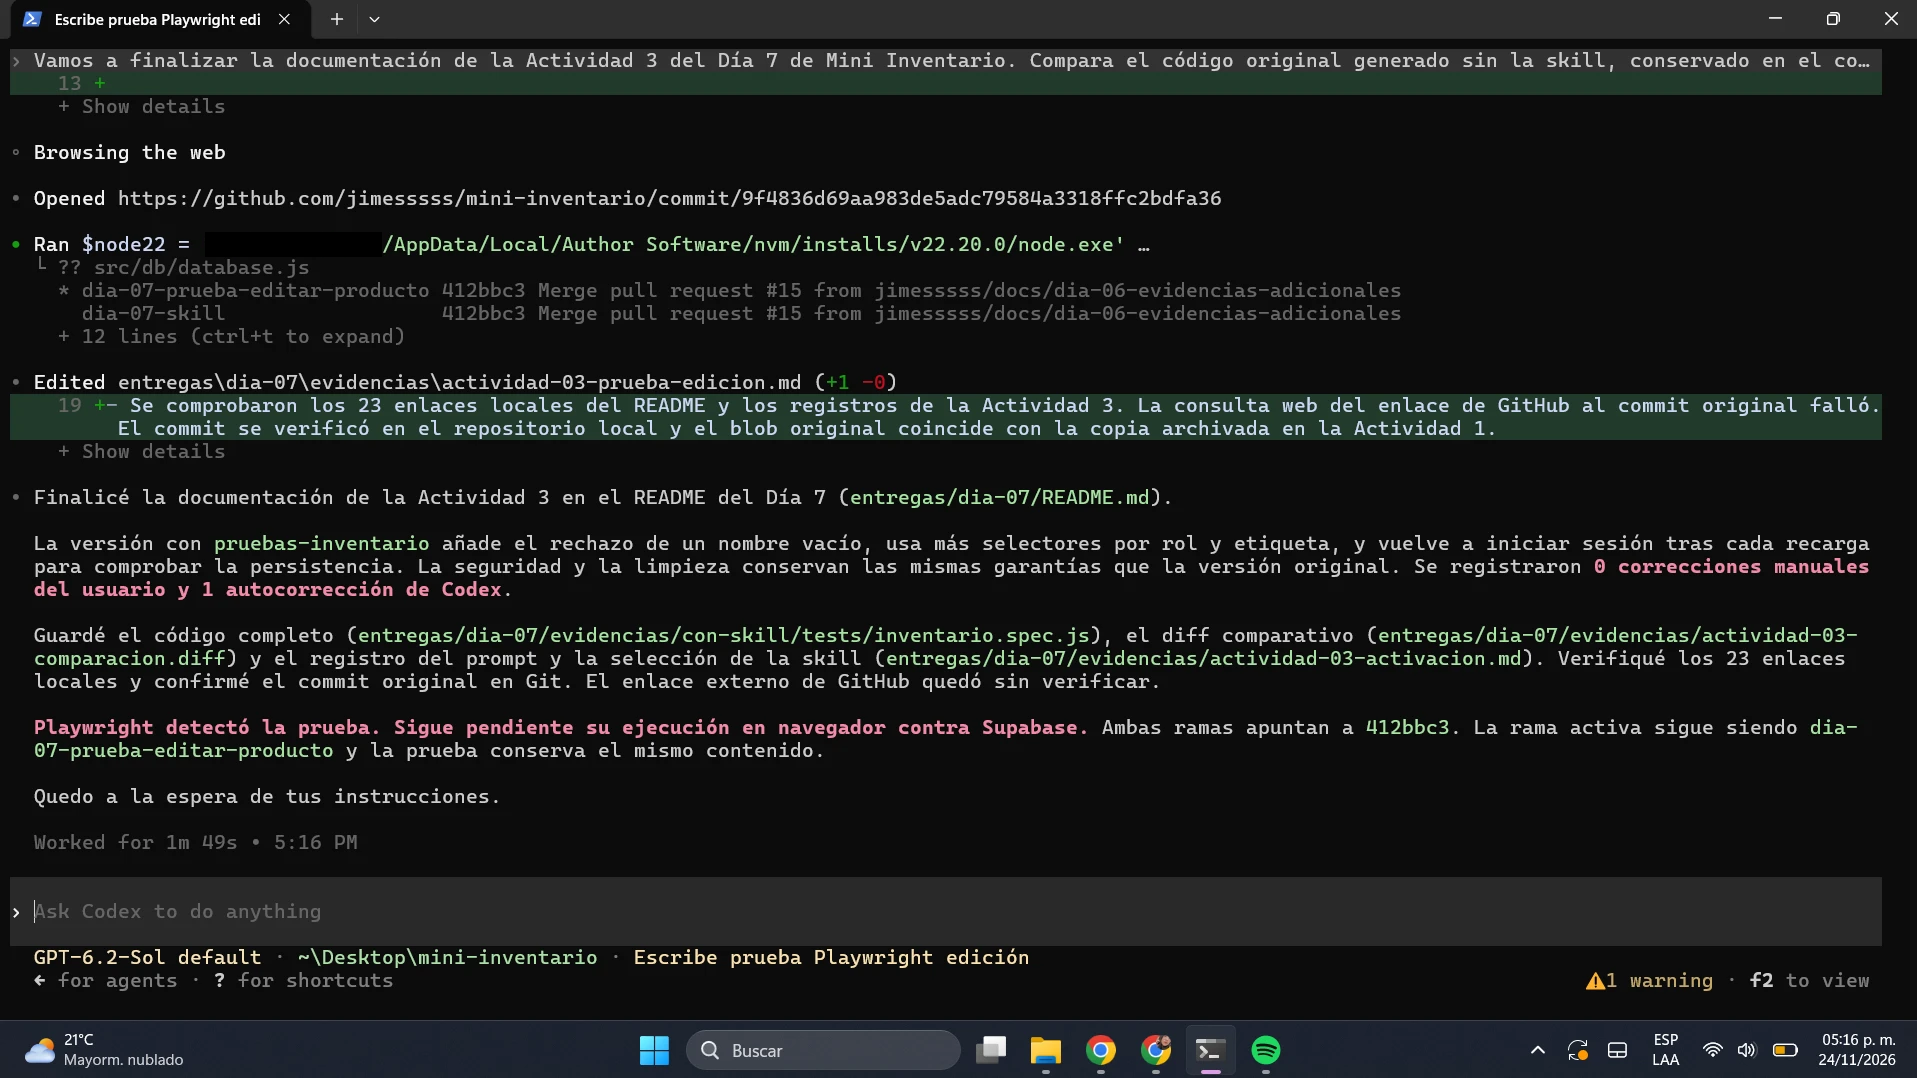 Escribe prueba Playwright edi
› Vamos a finalizar la documentación de la Actividad 3 del Día 7 de Mini Inventario. Compara el código original generado sin la skill, conservado en el co…
13 +
+ Show details
Browsing the web
• Opened https://github.com/jimesssss/mini-inventario/commit/9f4836d69aa983de5adc79584a3318ffc2bdfa36
• Ran $node22 = /AppData/Local/Author Software/nvm/installs/v22.20.0/node.exe' …
└ ?? src/db/database.js
* dia-07-prueba-editar-producto 412bbc3 Merge pull request #15 from jimesssss/docs/dia-06-evidencias-adicionales
dia-07-skill 412bbc3 Merge pull request #15 from jimesssss/docs/dia-06-evidencias-adicionales
+ 12 lines (ctrl+t to expand)
• Edited entregas\dia-07\evidencias\actividad-03-prueba-edicion.md (+1 -0)
19 +- Se comprobaron los 23 enlaces locales del README y los registros de la Actividad 3. La consulta web del enlace de GitHub al commit original falló.
El commit se verificó en el repositorio local y el blob original coincide con la copia archivada en la Actividad 1.
+ Show details
• Finalicé la documentación de la Actividad 3 en el README del Día 7 (entregas/dia-07/README.md).
La versión con pruebas-inventario añade el rechazo de un nombre vacío, usa más selectores por rol y etiqueta, y vuelve a iniciar sesión tras cada recarga
para comprobar la persistencia. La seguridad y la limpieza conservan las mismas garantías que la versión original. Se registraron 0 correcciones manuales
del usuario y 1 autocorrección de Codex.
Guardé el código completo (entregas/dia-07/evidencias/con-skill/tests/inventario.spec.js), el diff comparativo (entregas/dia-07/evidencias/actividad-03-
comparacion.diff) y el registro del prompt y la selección de la skill (entregas/dia-07/evidencias/actividad-03-activacion.md). Verifiqué los 23 enlaces
locales y confirmé el commit original en Git. El enlace externo de GitHub quedó sin verificar.
Playwright detectó la prueba. Sigue pendiente su ejecución en navegador contra Supabase. Ambas ramas apuntan a 412bbc3. La rama activa sigue siendo dia-
07-prueba-editar-producto y la prueba conserva el mismo contenido.
Quedo a la espera de tus instrucciones.
Worked for 1m 49s • 5:16 PM
› Ask Codex to do anything
GPT-6.2-Sol default · ~\Desktop\mini-inventario · Escribe prueba Playwright edición
← for agents · ? for shortcuts
⚠1 warning · f2 to view
21°C
Mayorm. nublado
Buscar
ESP
LAA
05:16 p. m.
24/11/2026